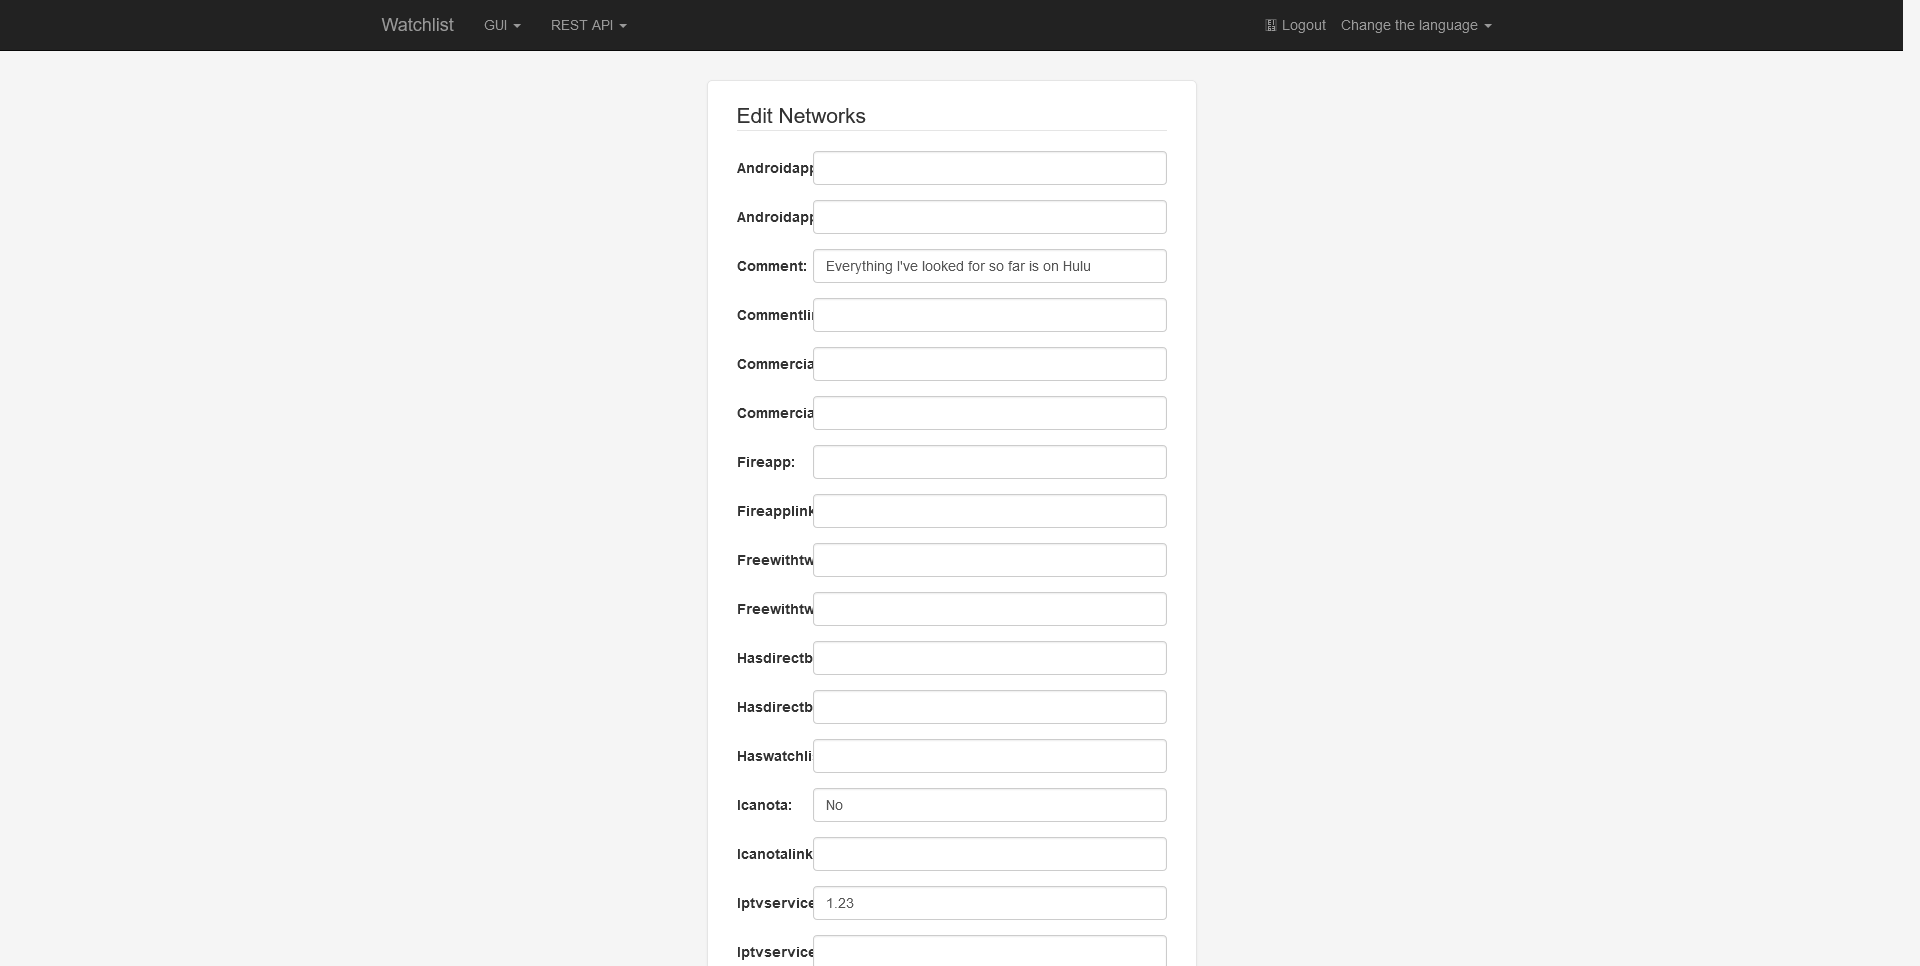 Watchlist GUI REST API Logout Change the language
Edit Networks
Androidapp
Androidapp
Comment: Everything I've looked for so far is on Hulu
Commentli
Commercia
Commercia
Fireapp:
Fireapplink
Freewithtw
Freewithtw
Hasdirectb
Hasdirectb
Haswatchli
Icanota: No
Icanotalink
Iptvservice 1.23
Iptvservice